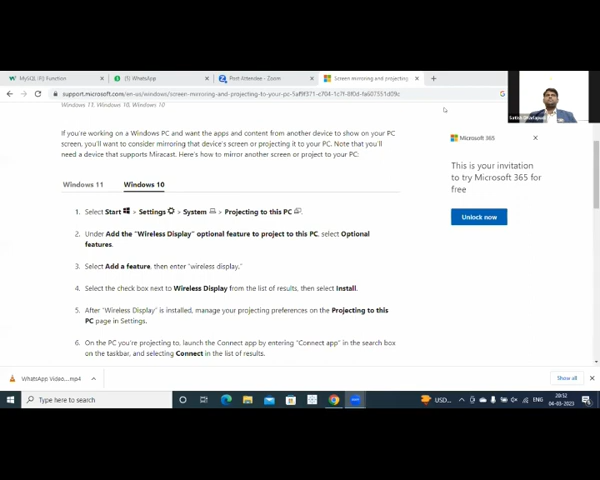 MySQL IF() Function
(1) WhatsApp
Post Attendee - Zoom
Screen mirroring and projecting
support.microsoft.com/en-us/windows/screen-mirroring-and-projecting-to-your-pc-5af9f371-c704-1c7f-8f0d-fa607551d09c
Windows 11, Windows 10, Windows 10
If you're working on a Windows PC and want the apps and content from another device to show on your PC
screen, you'll want to consider mirroring that device's screen or projecting it to your PC. Note that you'll
need a device that supports Miracast. Here's how to mirror another screen or project to your PC:
Windows 11 Windows 10
1. Select Start > Settings > System > Projecting to this PC .
2. Under Add the "Wireless Display" optional feature to project to this PC, select Optional
features.
3. Select Add a feature, then enter "wireless display."
4. Select the check box next to Wireless Display from the list of results, then select Install.
5. After "Wireless Display" is installed, manage your projecting preferences on the Projecting to this
PC page in Settings.
6. On the PC you're projecting to, launch the Connect app by entering "Connect app" in the search box
on the taskbar, and selecting Connect in the list of results.
Microsoft 365
This is your invitation
to try Microsoft 365 for
free
Unlock now
WhatsApp Video....mp4
Show all
Type here to search
USD...
ENG
20:52
04-03-2023